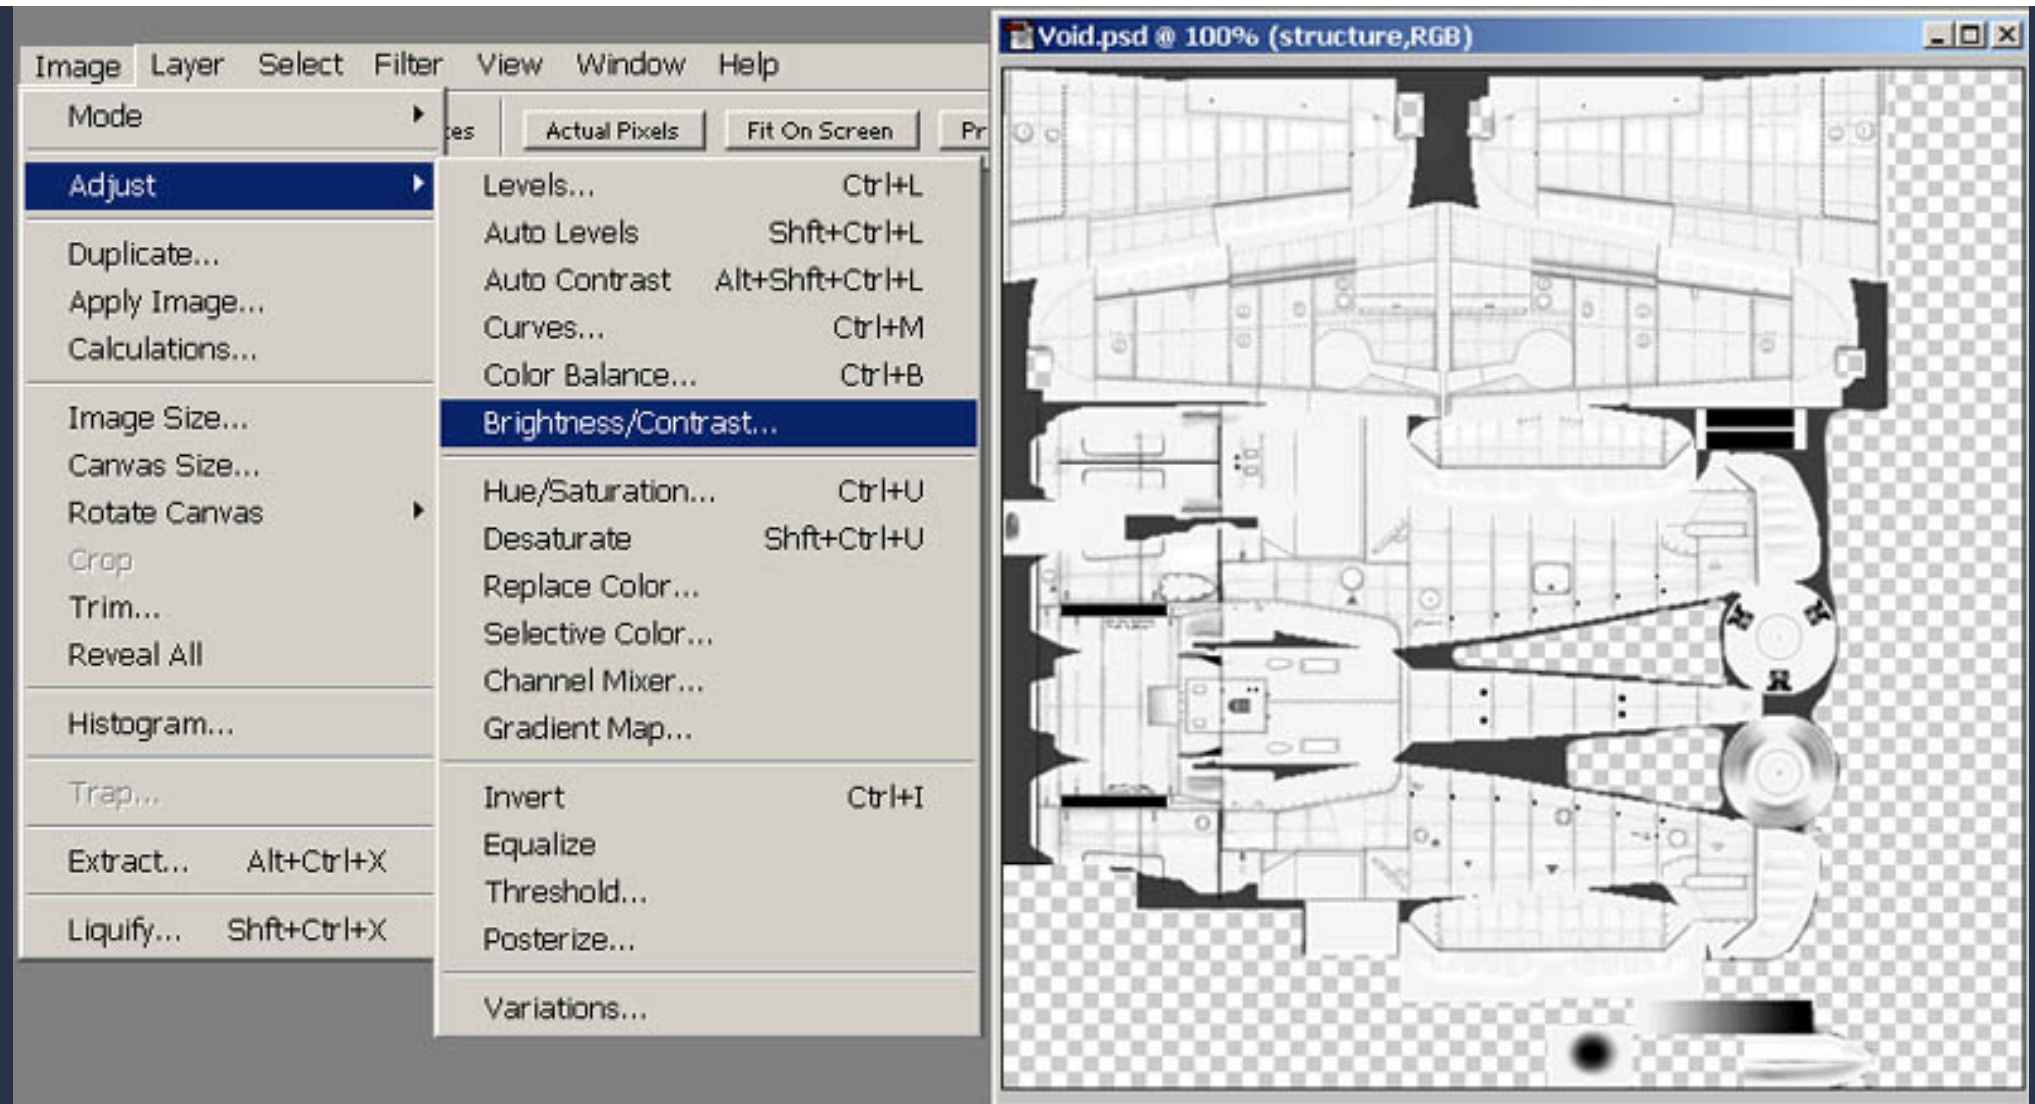 Void.psd @ 100% (structure,RGB)
Image Layer Select Filter View Window Help
Mode
Actual Pixels Fit On Screen
Adjust
Duplicate...
Apply Image...
Calculations...
Image Size...
Canvas Size...
Rotate Canvas
Crop
Trim...
Reveal All
Histogram...
Trap...
Extract... Alt+Ctrl+X
Liquify... Shft+Ctrl+X
Levels... Ctrl+L
Auto Levels Shft+Ctrl+L
Auto Contrast Alt+Shft+Ctrl+L
Curves... Ctrl+M
Color Balance... Ctrl+B
Brightness/Contrast...
Hue/Saturation... Ctrl+U
Desaturate Shft+Ctrl+U
Replace Color...
Selective Color...
Channel Mixer...
Gradient Map...
Invert Ctrl+I
Equalize
Threshold...
Posterize...
Variations...